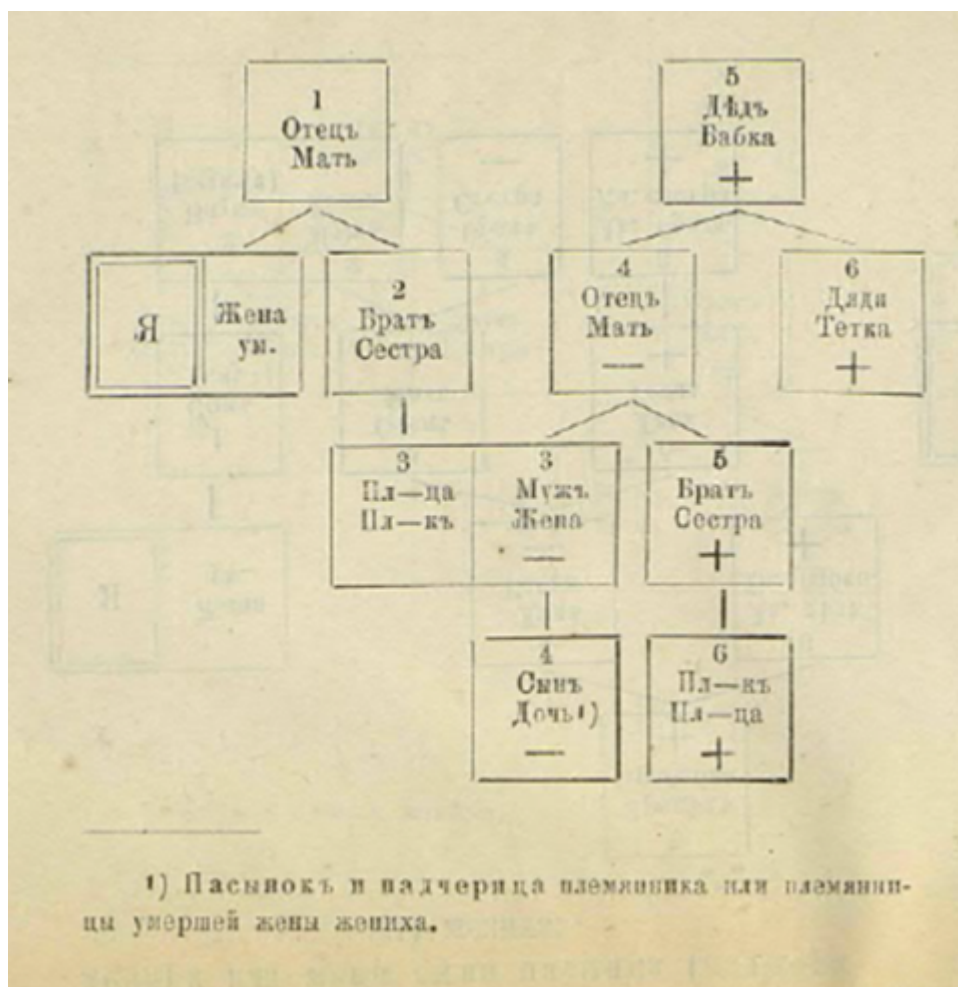 1
Отецъ
Мать
5
Дѣдъ
Бабка
+
Я
Жена
ум.
2
Братъ
Сестра
4
Отецъ
Мать
—
6
Дядя
Тетка
+
3
Пл—ца
Пл—къ
3
Мужъ
Жена
—
5
Братъ
Сестра
+
4
Сынъ
Дочь¹)
—
6
Пл—къ
Пл—ца
+
¹) Пасынокъ и падчерица племянника или племянни-
цы умершей жены жениха.